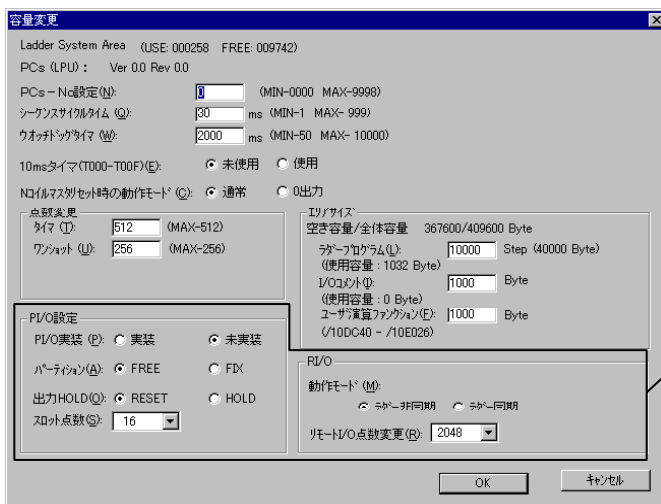 容量変更
Ladder System Area (USE: 000258 FREE: 009742)
PCs (LPU) : Ver 0.0 Rev 0.0
PCs－No設定(N): 0 (MIN-0000 MAX-9998)
シーケンスサイクルタイム (Q): 30 ms (MIN-1 MAX- 999)
ウオッチドッグタイマ (W): 2000 ms (MIN-50 MAX- 10000)
10msタイマ(T000-T00F)(E): 未使用 使用
Nコイルマスタリセット時の動作モード(C): 通常 0出力
点数変更
タイマ (T): 512 (MAX-512)
ワンショット (U): 256 (MAX-256)
エリアサイズ
空き容量/全体容量 367600/409600 Byte
ラダープログラム(L): 10000 Step (40000 Byte)
(使用容量 : 1032 Byte)
I/Oコメント(I): 1000 Byte
(使用容量 : 0 Byte)
ユーザ演算ファンクション(F): 1000 Byte
(/10DC40 - /10E026)
PI/O設定
PI/O実装 (P): 実装 未実装
パーティション(A): FREE FIX
出力HOLD(O): RESET HOLD
スロット点数(S): 16
RI/O
動作モード (M):
ラダー非同期 ラダー同期
リモートI/O点数変更(R): 2048
OK キャンセル